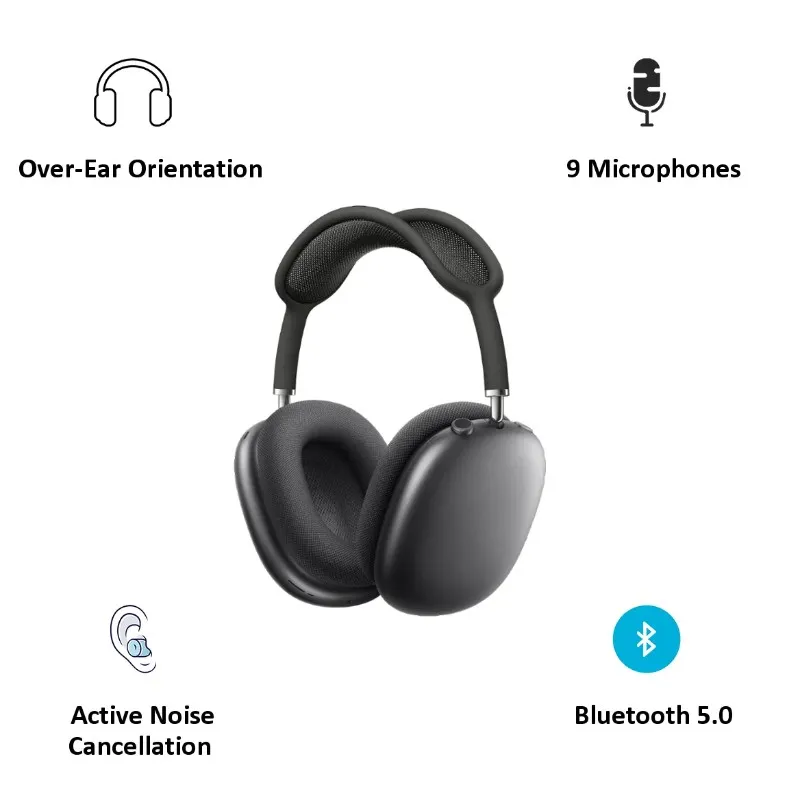 Over-Ear Orientation
9 Microphones
Active Noise
Cancellation
Bluetooth 5.0